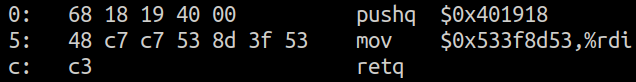 0:   68 18 19 40 00          pushq  $0x401918
5:   48 c7 c7 53 8d 3f 53    mov    $0x533f8d53,%rdi
c:   c3                      retq